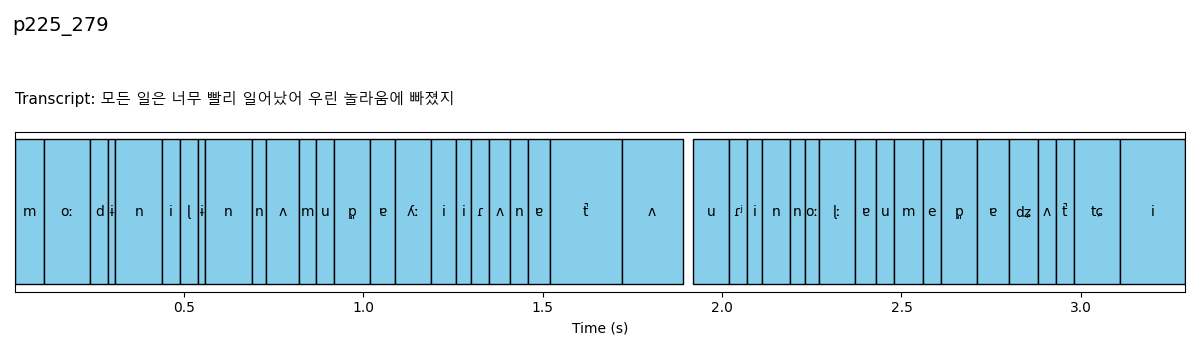 p225_279
Transcript: 모든 일은 너무 빨리 일어났어 우린 놀라움에 빠졌지
m oː d ɨ n i ɭ ɨ n n ʌ m u p͈ ɐ ʎː i i ɾ ʌ n ɐ t̚ ʌ u ɾʲ i n n oː ɭː ɐ u m e p͈ ɐ dʑ ʌ t̚ tɕ i
0.5 1.0 1.5 2.0 2.5 3.0
Time (s)